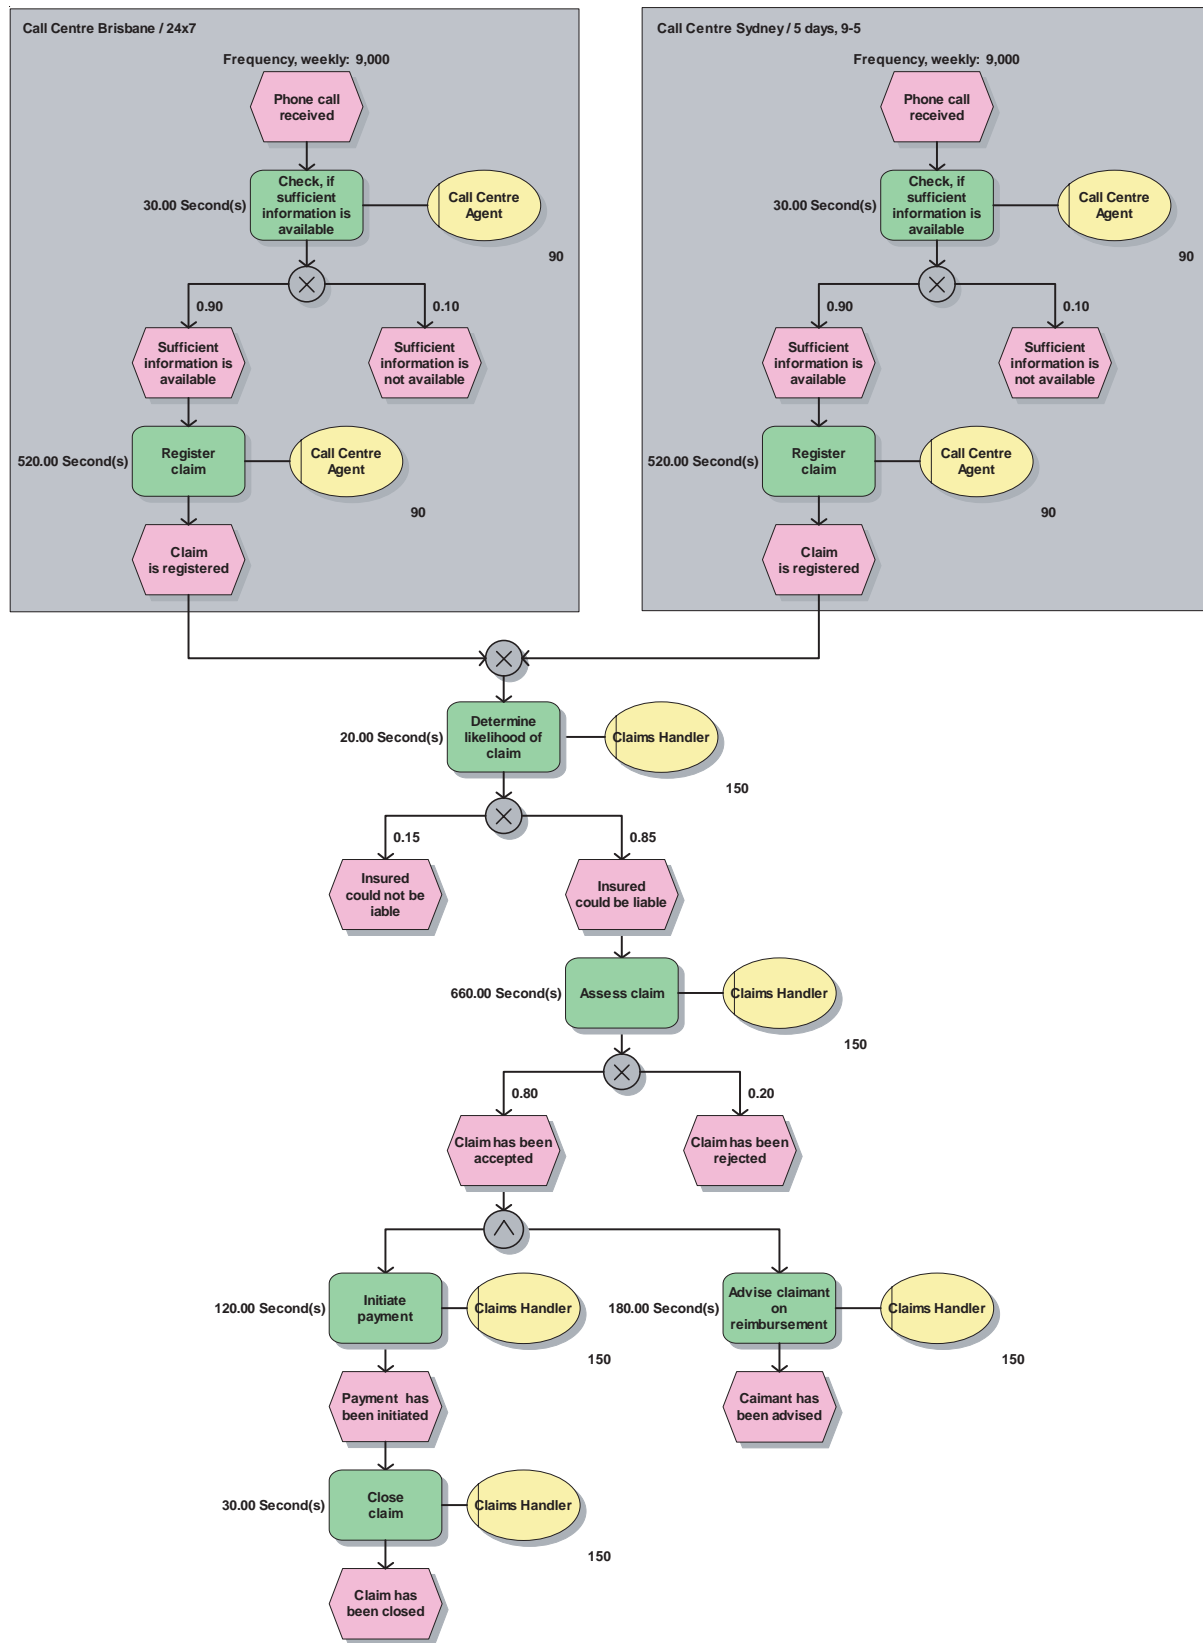 Call Centre Brisbane / 24x7
Frequency, weekly: 9,000
Phone call
received
30.00 Second(s)
Check, if
sufficient
information is
available
Call Centre
Agent
90
0.90
0.10
Sufficient
information is
available
Sufficient
information is
not available
520.00 Second(s)
Register
claim
Call Centre
Agent
90
Claim
is registered
Call Centre Sydney / 5 days, 9-5
Frequency, weekly: 9,000
Phone call
received
30.00 Second(s)
Check, if
sufficient
information is
available
Call Centre
Agent
90
0.90
0.10
Sufficient
information is
available
Sufficient
information is
not available
520.00 Second(s)
Register
claim
Call Centre
Agent
90
Claim
is registered
20.00 Second(s)
Determine
likelihood of
claim
Claims Handler
150
0.15
0.85
Insured
could not be
iable
Insured
could be liable
660.00 Second(s)
Assess claim
Claims Handler
150
0.80
0.20
Claim has been
accepted
Claim has been
rejected
120.00 Second(s)
Initiate
payment
Claims Handler
150
180.00 Second(s)
Advise claimant
on
reimbursement
Claims Handler
150
Payment has
been initiated
Caimant has
been advised
30.00 Second(s)
Close
claim
Claims Handler
150
Claim has
been closed